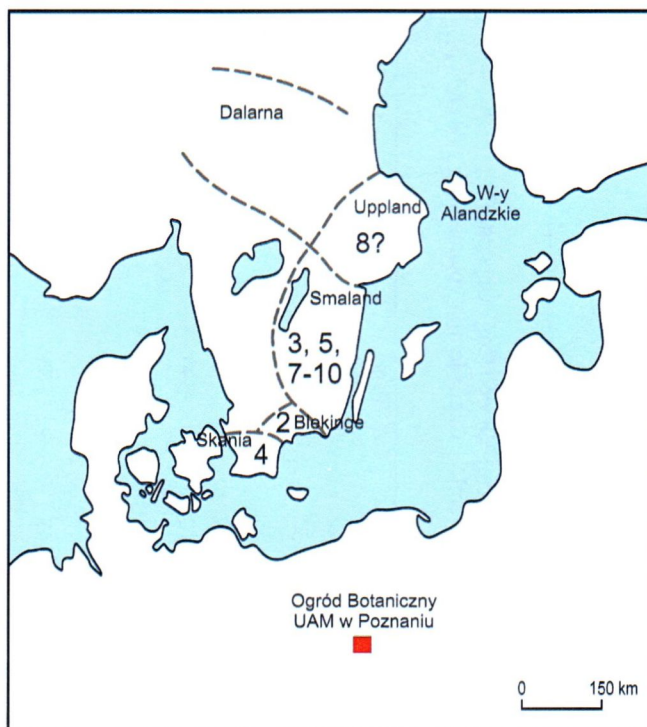 Dalarna
W-y
Alandzkie
Uppland
8?
Smaland
3, 5,
7-10
2 Blekinge
Skania
4
Ogród Botaniczny
UAM w Poznaniu
0 150 km